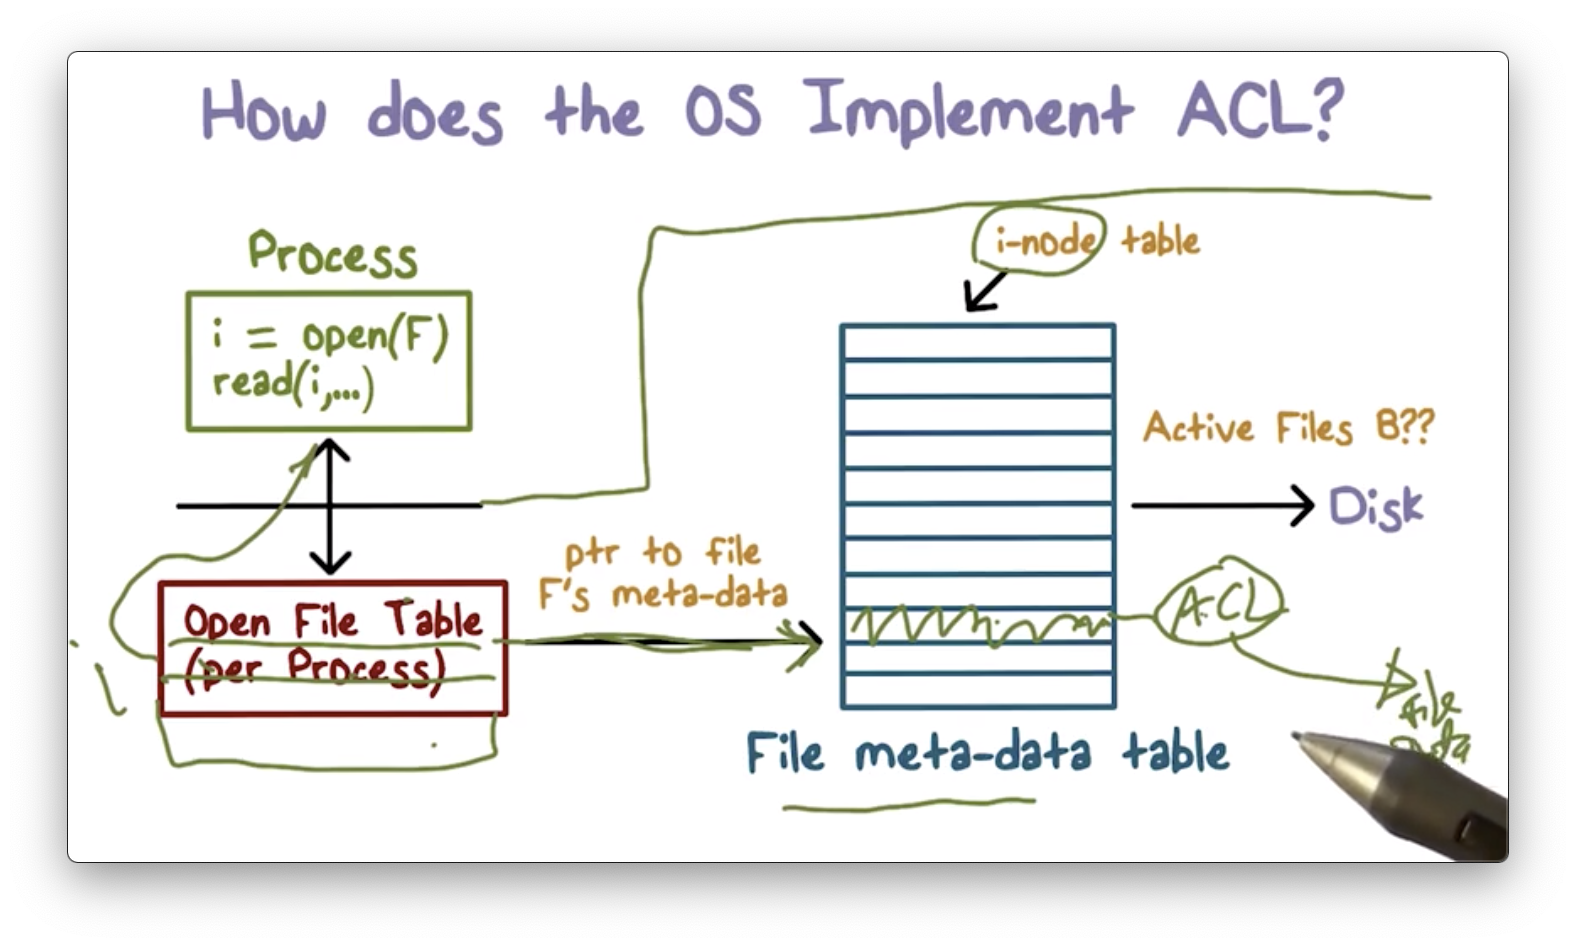 How does the OS Implement ACL?
Process
i = open(F)
read(i,...)
i-node table
Active Files B??
Disk
ptr to file
F's meta-data
Open File Table
(per Process)
ACL
File
Data
File meta-data table